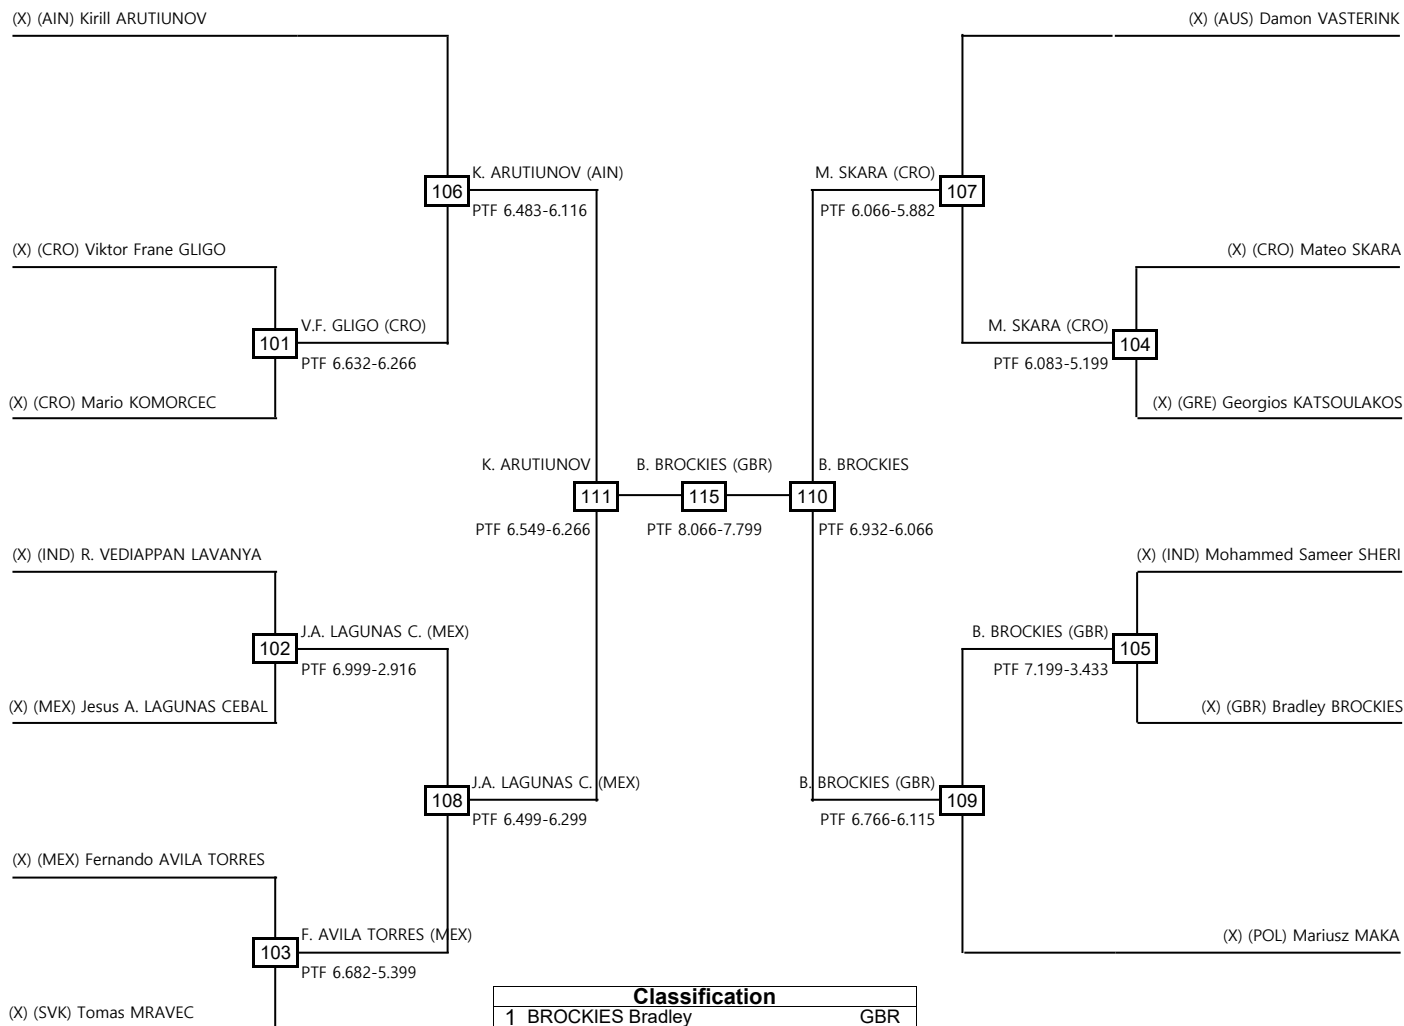 (X) (AIN) Kirill ARUTIUNOV
(X) (AUS) Damon VASTERINK
K. ARUTIUNOV (AIN)
106
PTF 6.483-6.116
M. SKARA (CRO)
107
PTF 6.066-5.882
(X) (CRO) Viktor Frane GLIGO
(X) (CRO) Mateo SKARA
V.F. GLIGO (CRO)
101
PTF 6.632-6.266
M. SKARA (CRO)
104
PTF 6.083-5.199
(X) (CRO) Mario KOMORCEC
(X) (GRE) Georgios KATSOULAKOS
K. ARUTIUNOV
111
PTF 6.549-6.266
B. BROCKIES (GBR)
115
PTF 8.066-7.799
B. BROCKIES
110
PTF 6.932-6.066
(X) (IND) R. VEDIAPPAN LAVANYA
(X) (IND) Mohammed Sameer SHERI
J.A. LAGUNAS C. (MEX)
102
PTF 6.999-2.916
B. BROCKIES (GBR)
105
PTF 7.199-3.433
(X) (MEX) Jesus A. LAGUNAS CEBAL
(X) (GBR) Bradley BROCKIES
J.A. LAGUNAS C. (MEX)
108
PTF 6.499-6.299
B. BROCKIES (GBR)
109
PTF 6.766-6.115
(X) (MEX) Fernando AVILA TORRES
F. AVILA TORRES (MEX)
103
PTF 6.682-5.399
(X) (POL) Mariusz MAKA
(X) (SVK) Tomas MRAVEC
Classification
1 BROCKIES Bradley GBR